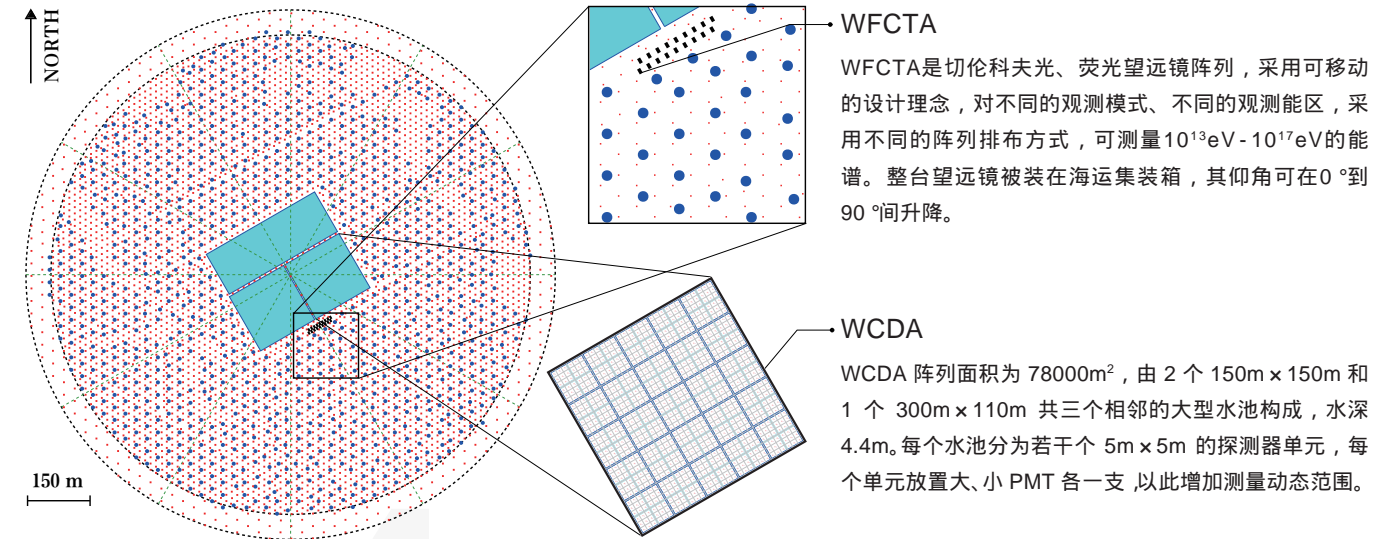 NORTH
150 m
WFCTA
WFCTA是切伦科夫光、荧光望远镜阵列，采用可移动
的设计理念，对不同的观测模式、不同的观测能区，采
用不同的阵列排布方式，可测量10¹³eV-10¹⁷eV的能
谱。整台望远镜被装在海运集装箱，其仰角可在0 °到
90 °间升降。
WCDA
WCDA 阵列面积为 78000m²，由 2 个 150m×150m 和
1 个 300m×110m 共三个相邻的大型水池构成，水深
4.4m。每个水池分为若干个 5m×5m 的探测器单元，每
个单元放置大、小 PMT 各一支 ,以此增加测量动态范围。